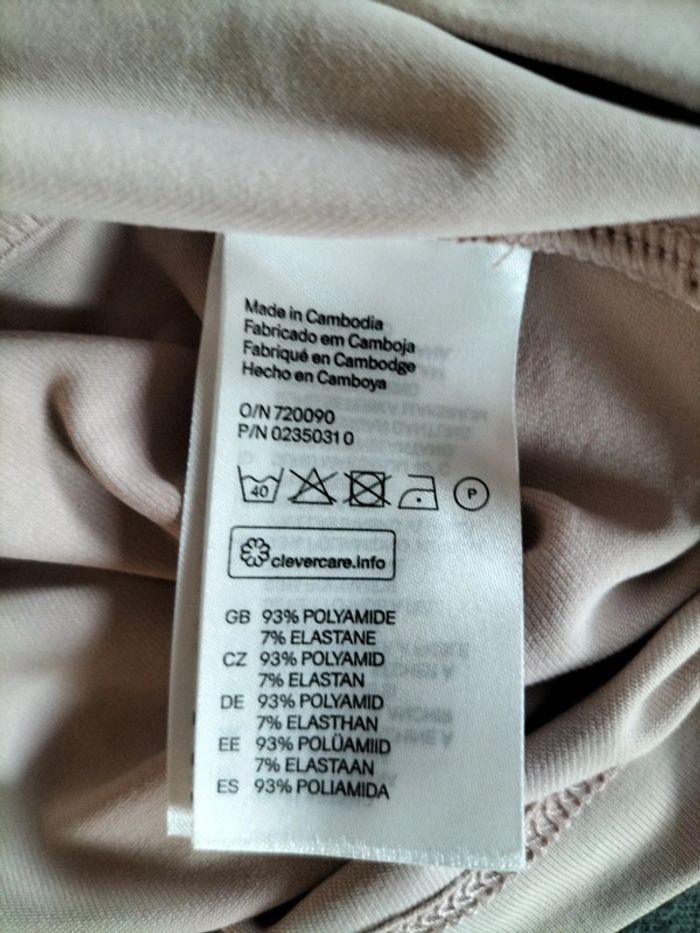 Made in Cambodia
Fabricado em Camboja
Fabriqué en Cambodge
Hecho en Camboya
O/N 720090
P/N 02350310
40 P
clevercare.info
GB 93% POLYAMIDE
7% ELASTANE
CZ 93% POLYAMID
7% ELASTAN
DE 93% POLYAMID
7% ELASTHAN
EE 93% POLÜAMIID
7% ELASTAAN
ES 93% POLIAMIDA